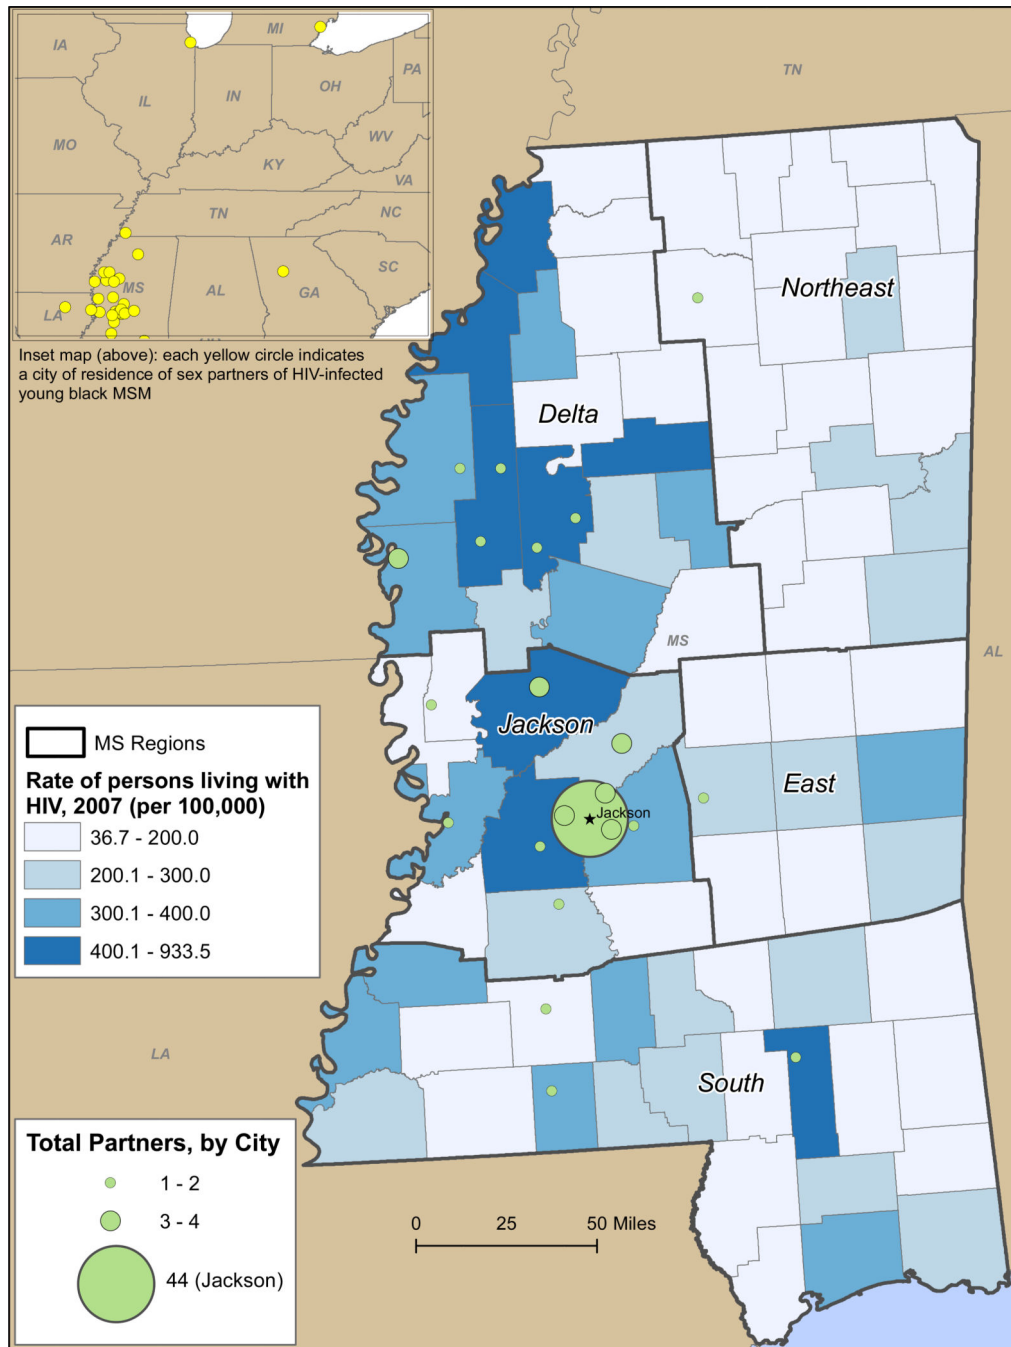 IA
MI
PA
IL
IN
OH
MO
WV
KY
VA
TN
NC
AR
SC
MS
AL
GA
LA
Inset map (above): each yellow circle indicates
a city of residence of sex partners of HIV-infected
young black MSM
TN
Northeast
Delta
MS
AL
Jackson
East
Jackson
MS Regions
Rate of persons living with
HIV, 2007 (per 100,000)
36.7 - 200.0
200.1 - 300.0
300.1 - 400.0
400.1 - 933.5
LA
South
Total Partners, by City
1 - 2
3 - 4
44 (Jackson)
0 25 50 Miles